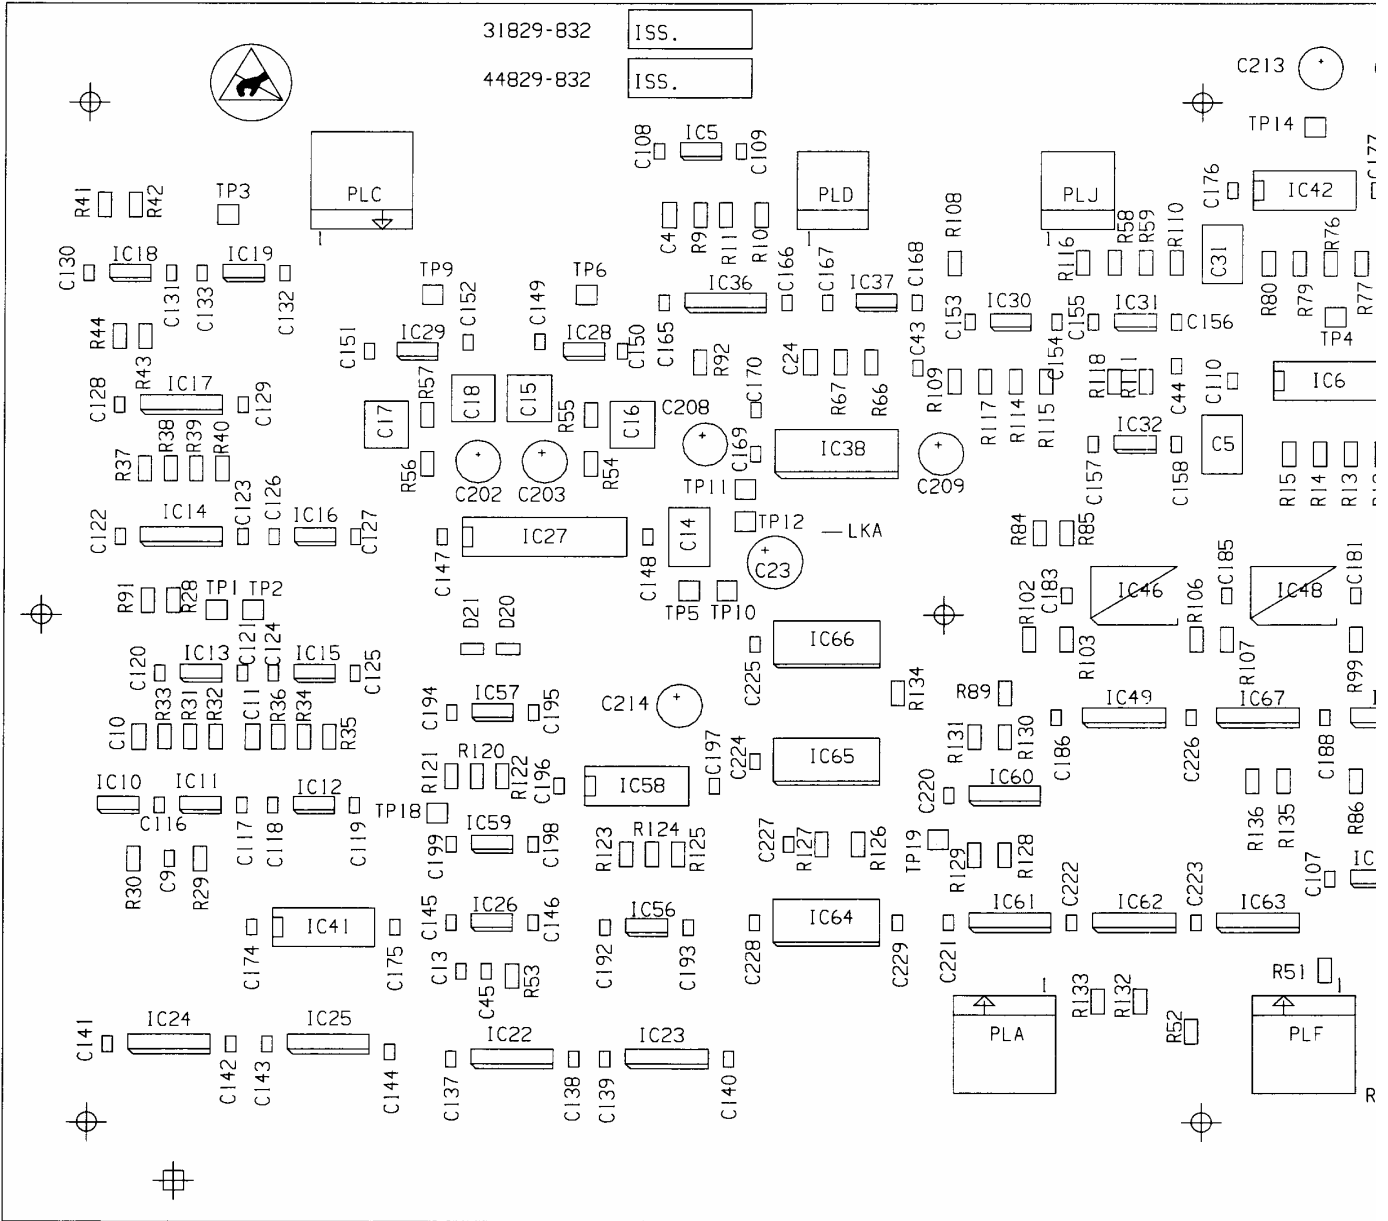 31829-832 ISS.
44829-832 ISS.
C213
TP14
C108 IC5 C109
C176 IC42 C177
R41 R42 TP3 PLC 1
C4 R9 R11 R10 PLD 1
R108 PLJ 1 R116 R58 R59 R110 C31 R76
R80 R79 R77
C130 IC18 C131 C133 IC19 C132
TP9 C152 C149 TP6
C165 IC36 C166 C167 IC37 C168
C153 IC30 C154 C155 IC31 C156
TP4
R44 R43 C151 IC29 IC28 C150
R92 C24 R67 R66 C43
R109 R117 R114 R115 R118 R111 C44 C110 IC6
C128 IC17 C129
C17 R57 C18 C15 R55 C16 C208 C170
C169 IC38 C209
C157 IC32 C158 C5
R15 R14 R13
R37 R38 R39 R40
R56 C202 C203 R54
TP11
C122 IC14 C123 C126 IC16 C127
C147 IC27 C148 C14 TP12 C23
LKA
R84 R85
R91 R28 TP1 TP2
D21 D20 TP5 TP10
R102 C183 IC46 R106 C185 IC48 C181
R103 R107 R99
C120 IC13 C121 C124 IC15 C125
C225 IC66
R134 R89
C194 IC57 C195 C214
C186 IC49 C226 IC67 C188
C10 R33 R31 R32 C11 R36 R34 R35
R131 R130
R121 R120 R122 C196 IC58 C197 C224 IC65
C220 IC60
R136 R135 R86
IC10 C116 IC11 C117 C118 IC12 C119
TP18
C199 IC59 C198
R123 R124 R125 C227 R127 R126 TP19 R129 R128
C107 IC
R30 C9 R29
C174 IC41 C175
C145 IC26 C146
C192 IC56 C193
C228 IC64 C229
C221 IC61 C222 IC62 C223 IC63
C13 C45 R53
R51
PLA 1 R133 R132 R52 PLF 1
C141 IC24 C142 C143 IC25 C144
C137 IC22 C138 C139 IC23 C140
R